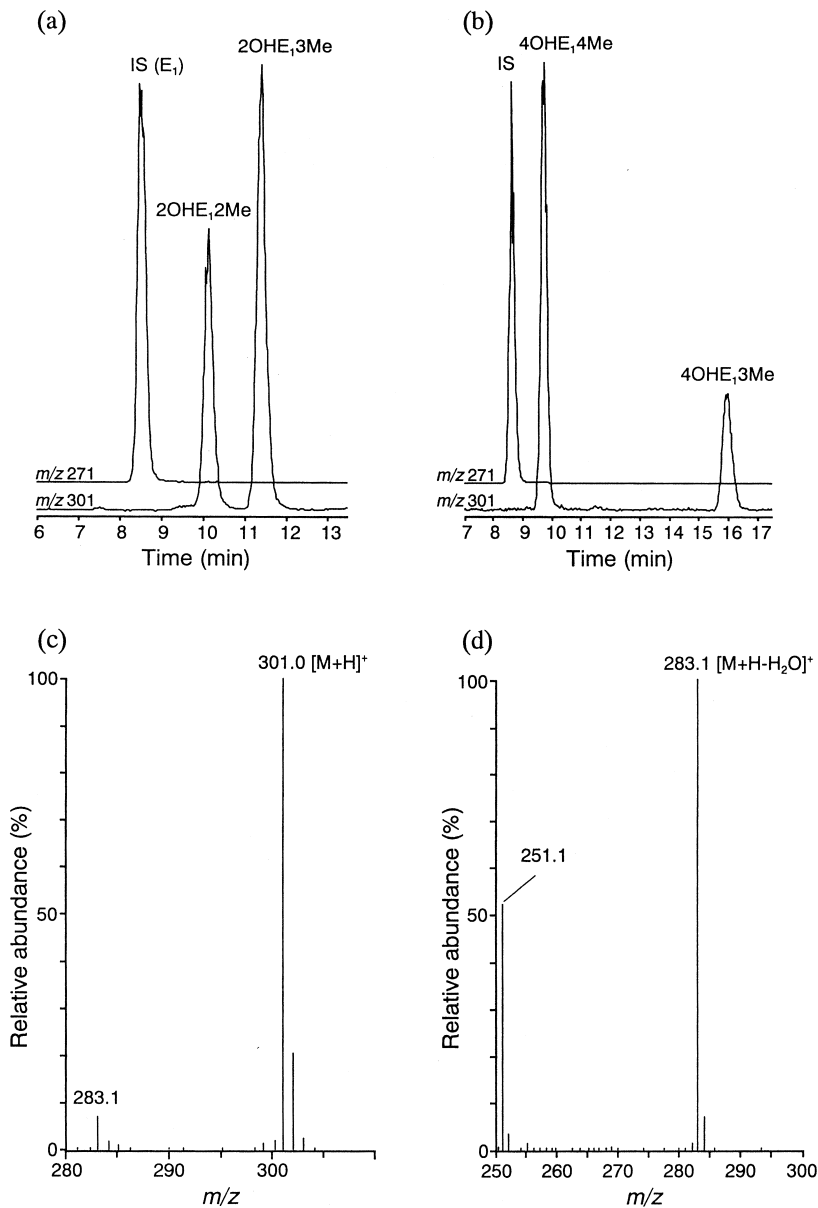 (a)
IS (E₁)
2OHE₁2Me
2OHE₁3Me
m/z 271
m/z 301
6 7 8 9 10 11 12 13
Time (min)
(b)
IS
4OHE₁4Me
4OHE₁3Me
m/z 271
m/z 301
7 8 9 10 11 12 13 14 15 16 17
Time (min)
(c)
301.0 [M+H]⁺
100
50
0
Relative abundance (%)
283.1
280 290 300
m/z
(d)
283.1 [M+H-H₂O]⁺
100
50
0
Relative abundance (%)
251.1
250 260 270 280 290 300
m/z